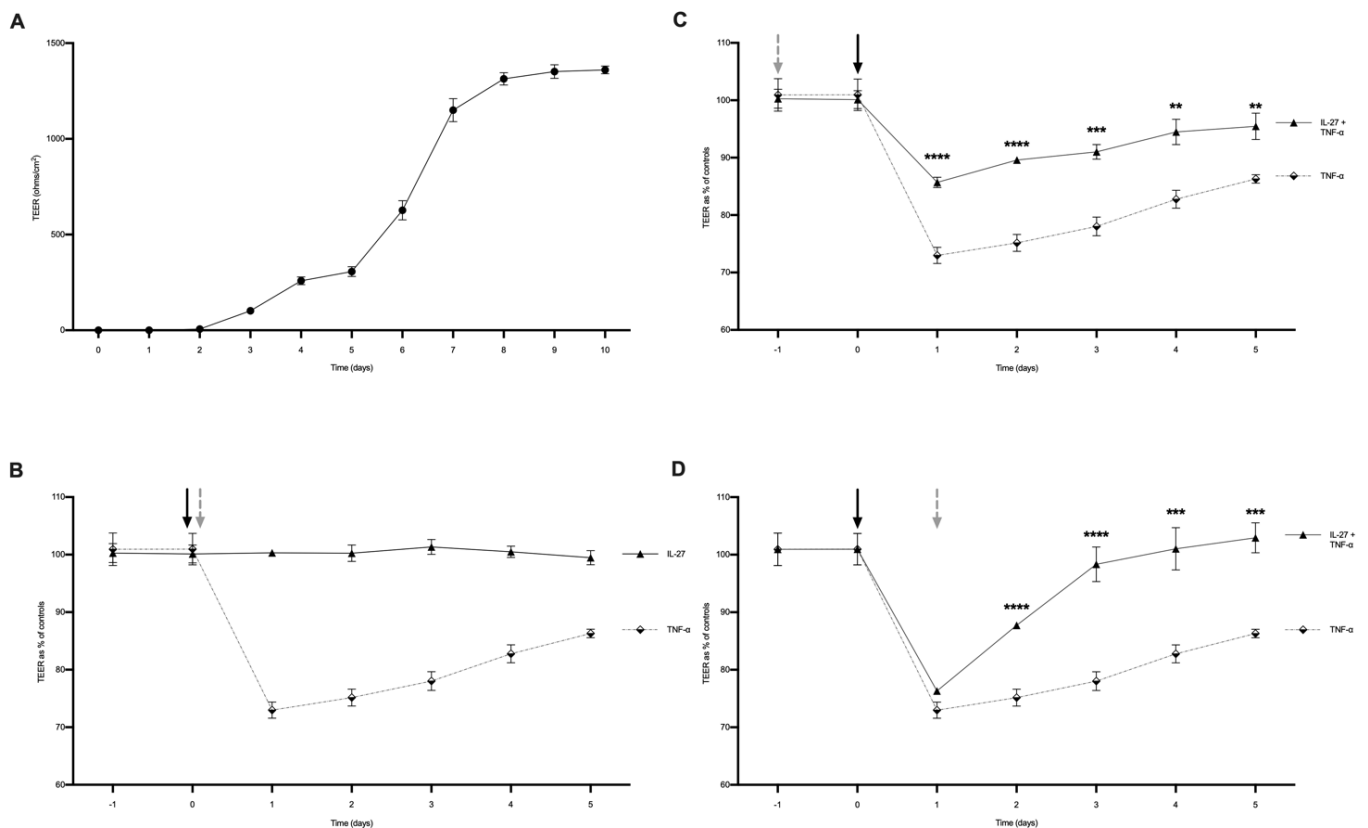 A
TEER (ohms/cm²)
1500
1000
500
0
0 1 2 3 4 5 6 7 8 9 10
Time (days)
C
TEER as % of controls
110
100
90
80
70
60
**** **** *** ** **
IL-27 +
TNF-α
TNF-α
-1 0 1 2 3 4 5
Time (days)
B
TEER as % of controls
110
100
90
80
70
60
IL-27
TNF-α
-1 0 1 2 3 4 5
Time (days)
D
TEER as % of controls
110
100
90
80
70
60
**** **** *** ***
IL-27 +
TNF-α
TNF-α
-1 0 1 2 3 4 5
Time (days)